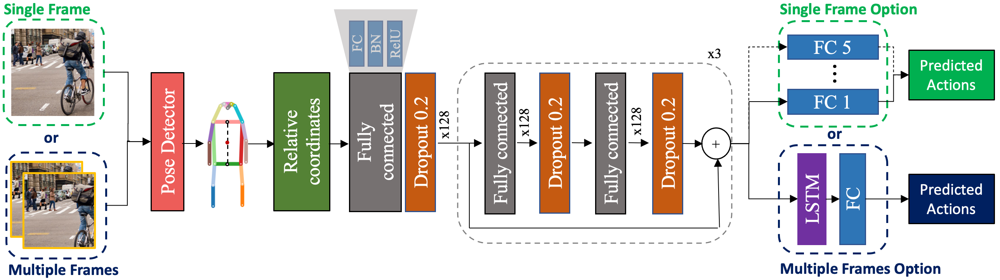 Single Frame
or
Multiple Frames
Pose Detector
Relative
coordinates
FC
BN
RelU
Fully
connected
Dropout 0.2
x128
x3
Fully connected
x128
Dropout 0.2
Fully connected
x128
Dropout 0.2
+
Single Frame Option
FC 5
FC 1
or
LSTM
FC
Multiple Frames Option
Predicted
Actions
Predicted
Actions